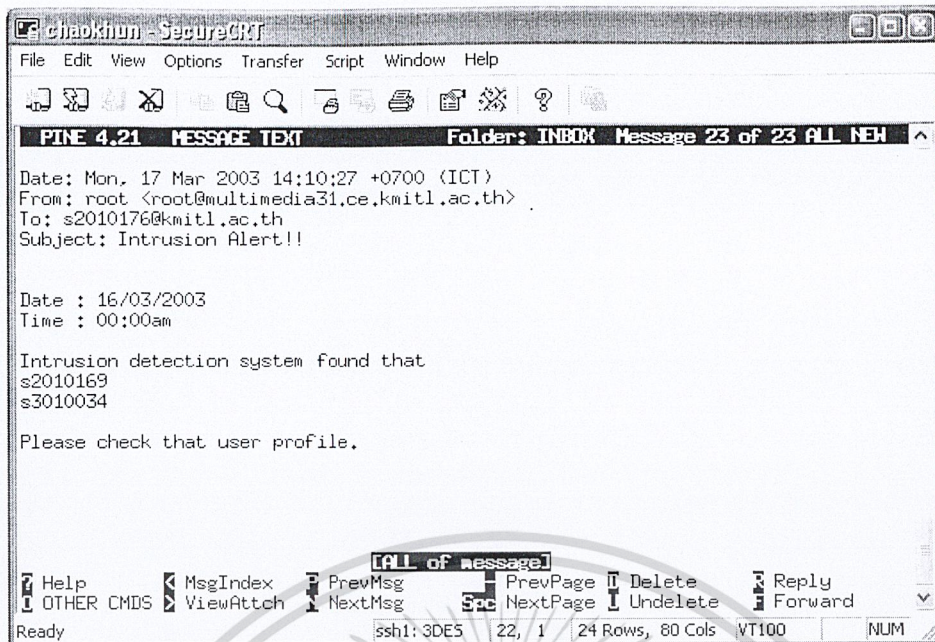 chaokhun - SecureCRT
File Edit View Options Transfer Script Window Help
PINE 4.21 MESSAGE TEXT Folder: INBOX Message 23 of 23 ALL NEW
Date: Mon, 17 Mar 2003 14:10:27 +0700 (ICT)
From: root <root@multimedia31.ce.kmitl.ac.th>
To: s2010176@kmitl.ac.th
Subject: Intrusion Alert!!
Date : 16/03/2003
Time : 00:00am
Intrusion detection system found that
s2010169
s3010034
Please check that user profile.
[ALL of message]
? Help < MsgIndex P PrevMsg - PrevPage D Delete R Reply
O OTHER CMDS > ViewAttch N NextMsg Spc NextPage U Undelete F Forward
Ready ssh1: 3DES 22, 1 24 Rows, 80 Cols VT100 NUM